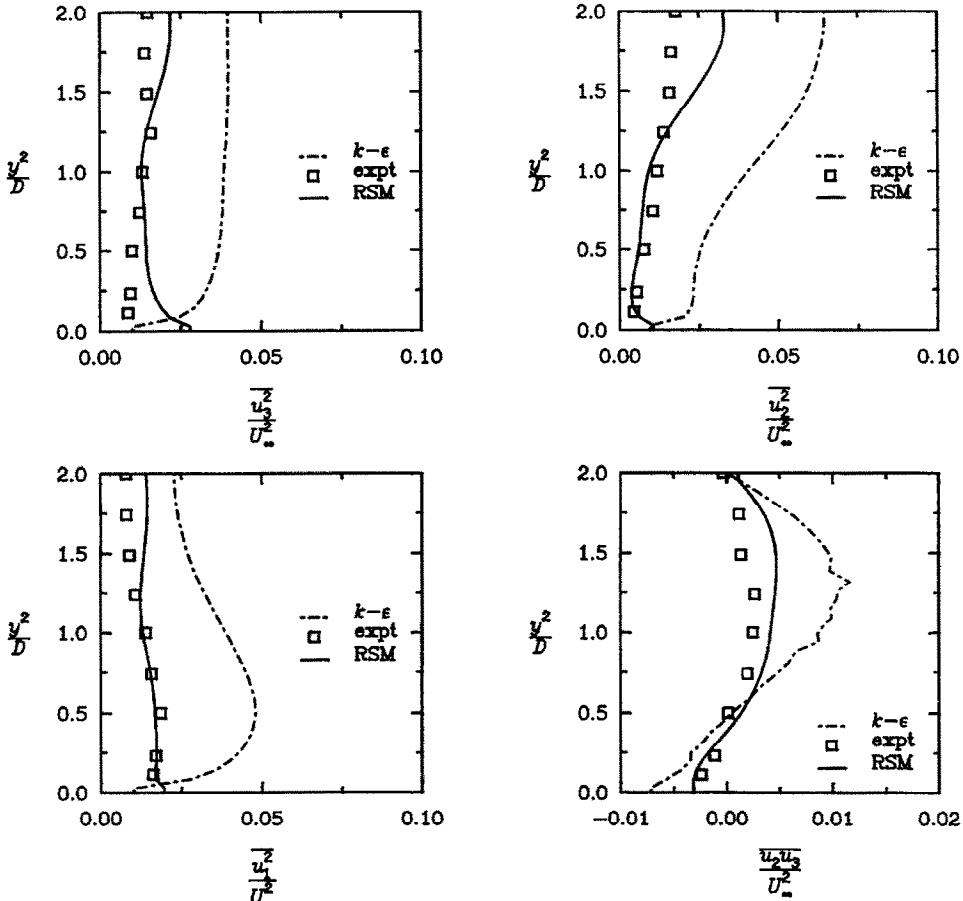 2.0
1.5
y²
D
1.0
0.5
0.0
k-ε
expt
RSM
0.00
0.05
0.10
u₃²
U∞²
2.0
1.5
y²
D
1.0
0.5
0.0
k-ε
expt
RSM
0.00
0.05
0.10
u₂²
U∞²
2.0
1.5
y²
D
1.0
0.5
0.0
k-ε
expt
RSM
0.00
0.05
0.10
u₁²
U²
2.0
1.5
y²
D
1.0
0.5
0.0
k-ε
expt
RSM
−0.01
0.00
0.01
0.02
u₂u₃
U∞²